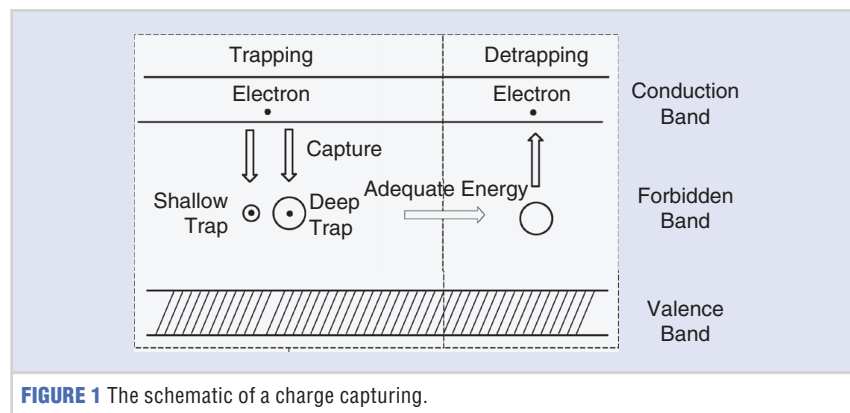 Trapping
Detrapping
Electron
Electron
Conduction
Band
Capture
Adequate Energy
Shallow
Trap
Deep
Trap
Forbidden
Band
Valence
Band
FIGURE 1 The schematic of a charge capturing.